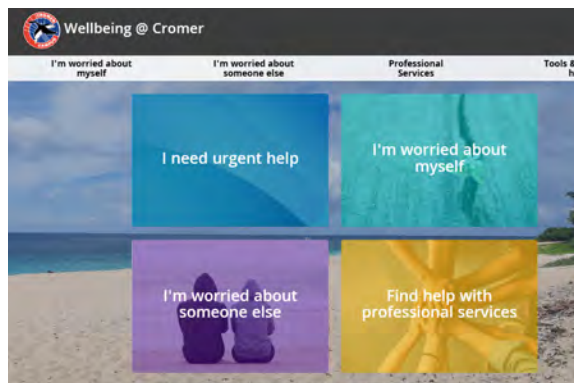 Wellbeing @ Cromer
I'm worried about
myself
I'm worried about
someone else
Professional
Services
Tools &
I need urgent help
I'm worried about
myself
I'm worried about
someone else
Find help with
professional services